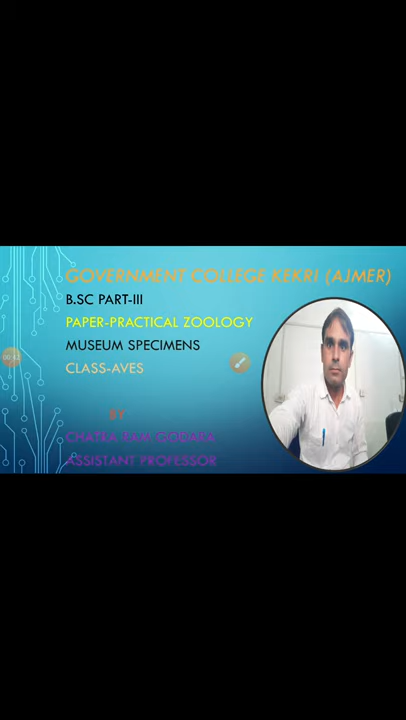 GOVERNMENT COLLEGE KEKRI (AJMER)
B.SC PART-III
PAPER-PRACTICAL ZOOLOGY
MUSEUM SPECIMENS
CLASS-AVES
BY
RAM GODARA
ASSISTANT PROFESSOR